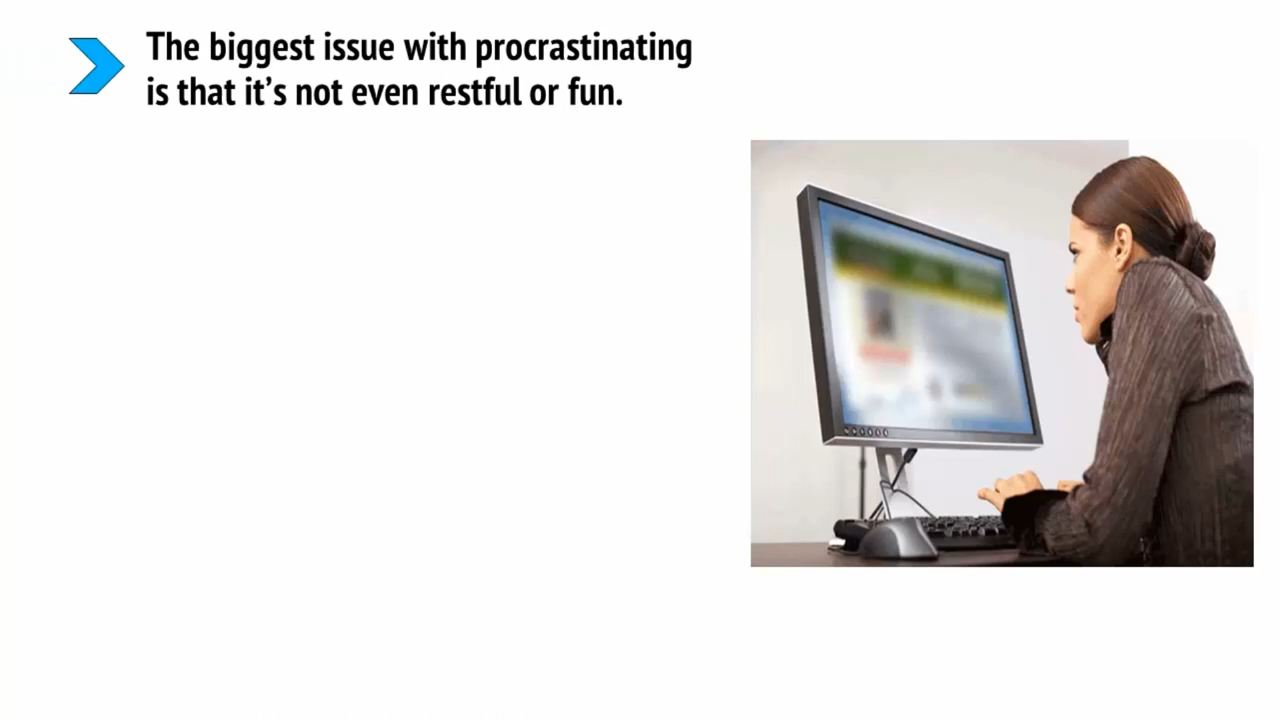 The biggest issue with procrastinating
is that it's not even restful or fun.